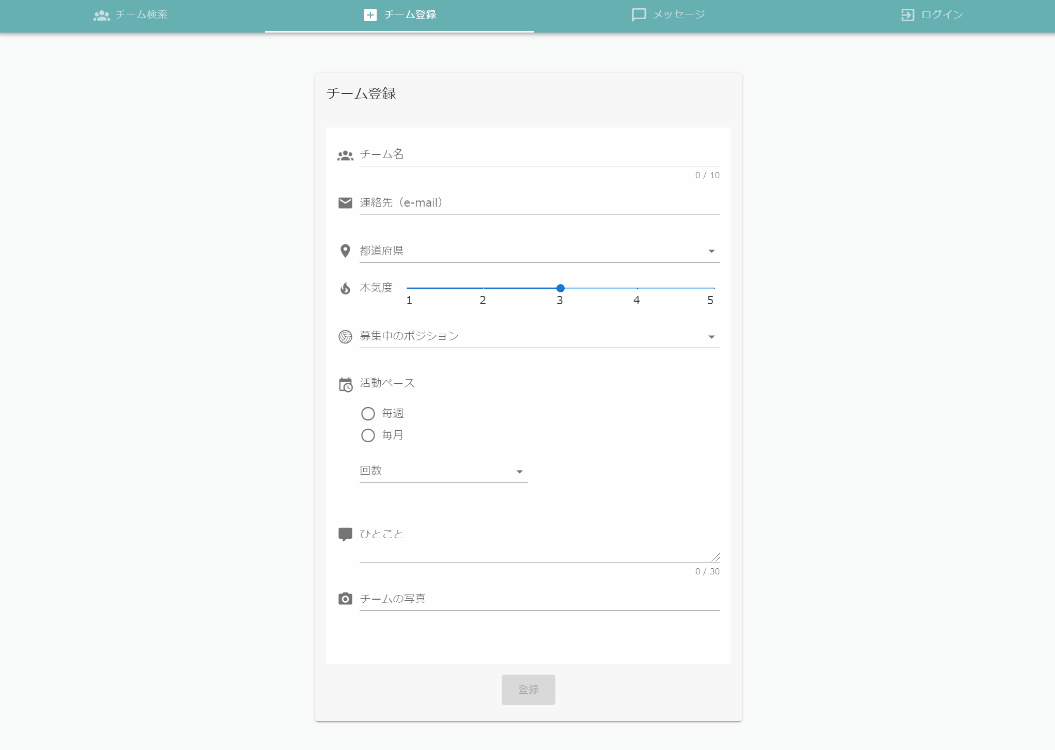 チーム検索
チーム登録
メッセージ
ログイン
チーム登録
チーム名
0 / 10
連絡先（e-mail）
都道府県
本気度
1 2 3 4 5
募集中のポジション
活動ペース
毎週
毎月
回数
ひとこと
0 / 30
チームの写真
登録